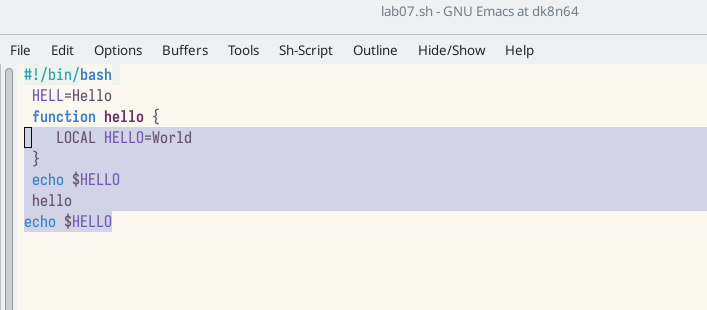 lab07.sh - GNU Emacs at dk8n64
File Edit Options Buffers Tools Sh-Script Outline Hide/Show Help
#!/bin/bash
HELL=Hello
function hello {
LOCAL HELLO=World
}
echo $HELLO
hello
echo $HELLO